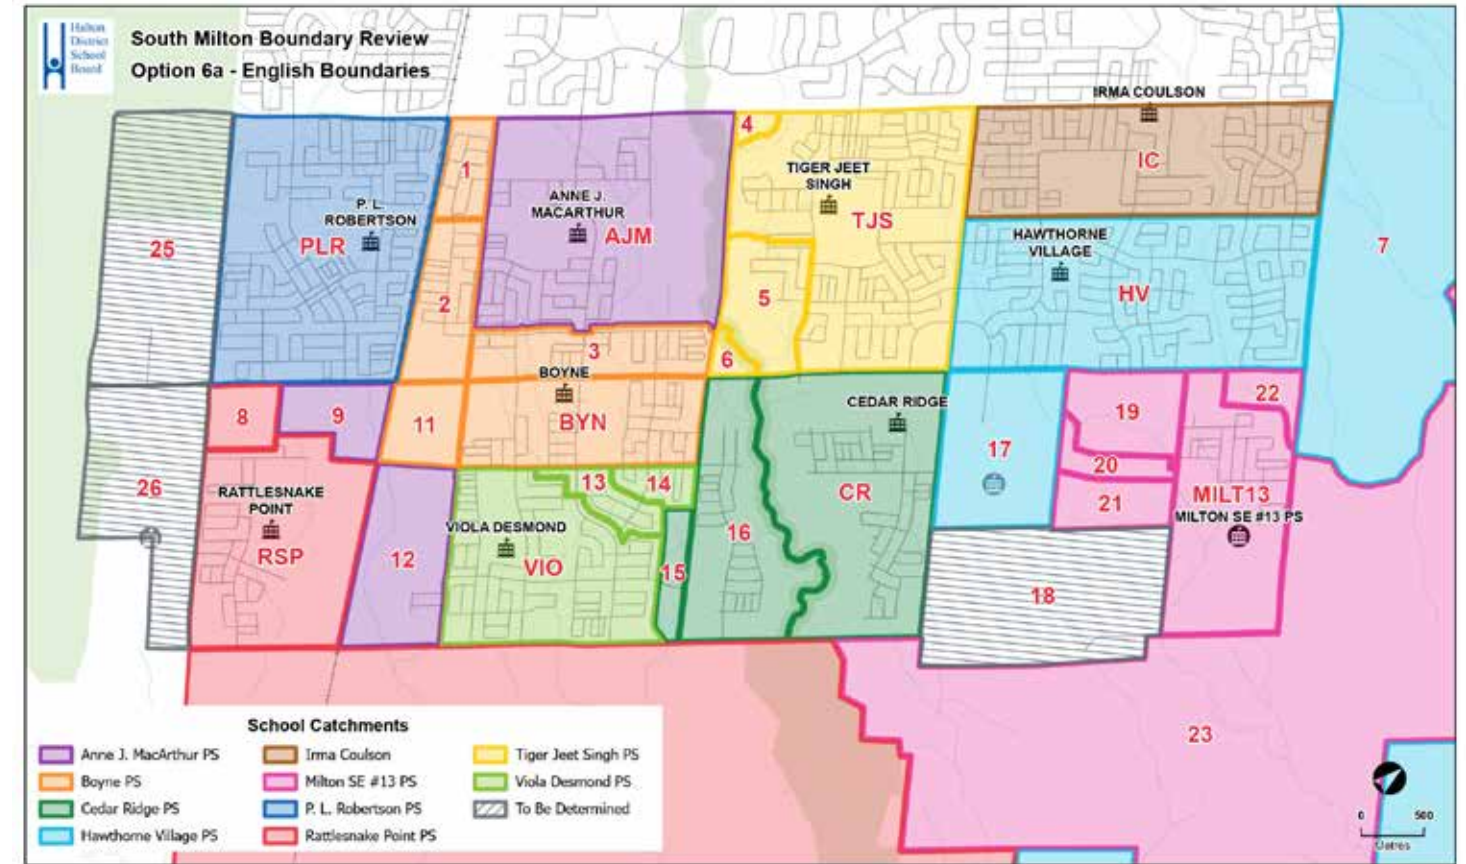 Halton
District
School
Board
South Milton Boundary Review
Option 6a - English Boundaries
IRMA COULSON
IC
4
TIGER JEET
SINGH
TJS
1
ANNE J.
MACARTHUR
AJM
P. L.
ROBERTSON
PLR
25
HAWTHORNE
VILLAGE
HV
7
2
5
3
6
BOYNE
BYN
CEDAR RIDGE
CR
8
9
11
19
22
17
20
21
MILT13
MILTON SE #13 PS
26
RATTLESNAKE
POINT
RSP
13
14
VIOLA DESMOND
VIO
12
15
16
18
23
School Catchments
Anne J. MacArthur PS
Boyne PS
Cedar Ridge PS
Hawthorne Village PS
Irma Coulson
Milton SE #13 PS
P. L. Robertson PS
Rattlesnake Point PS
Tiger Jeet Singh PS
Viola Desmond PS
To Be Determined
0 500
Metres